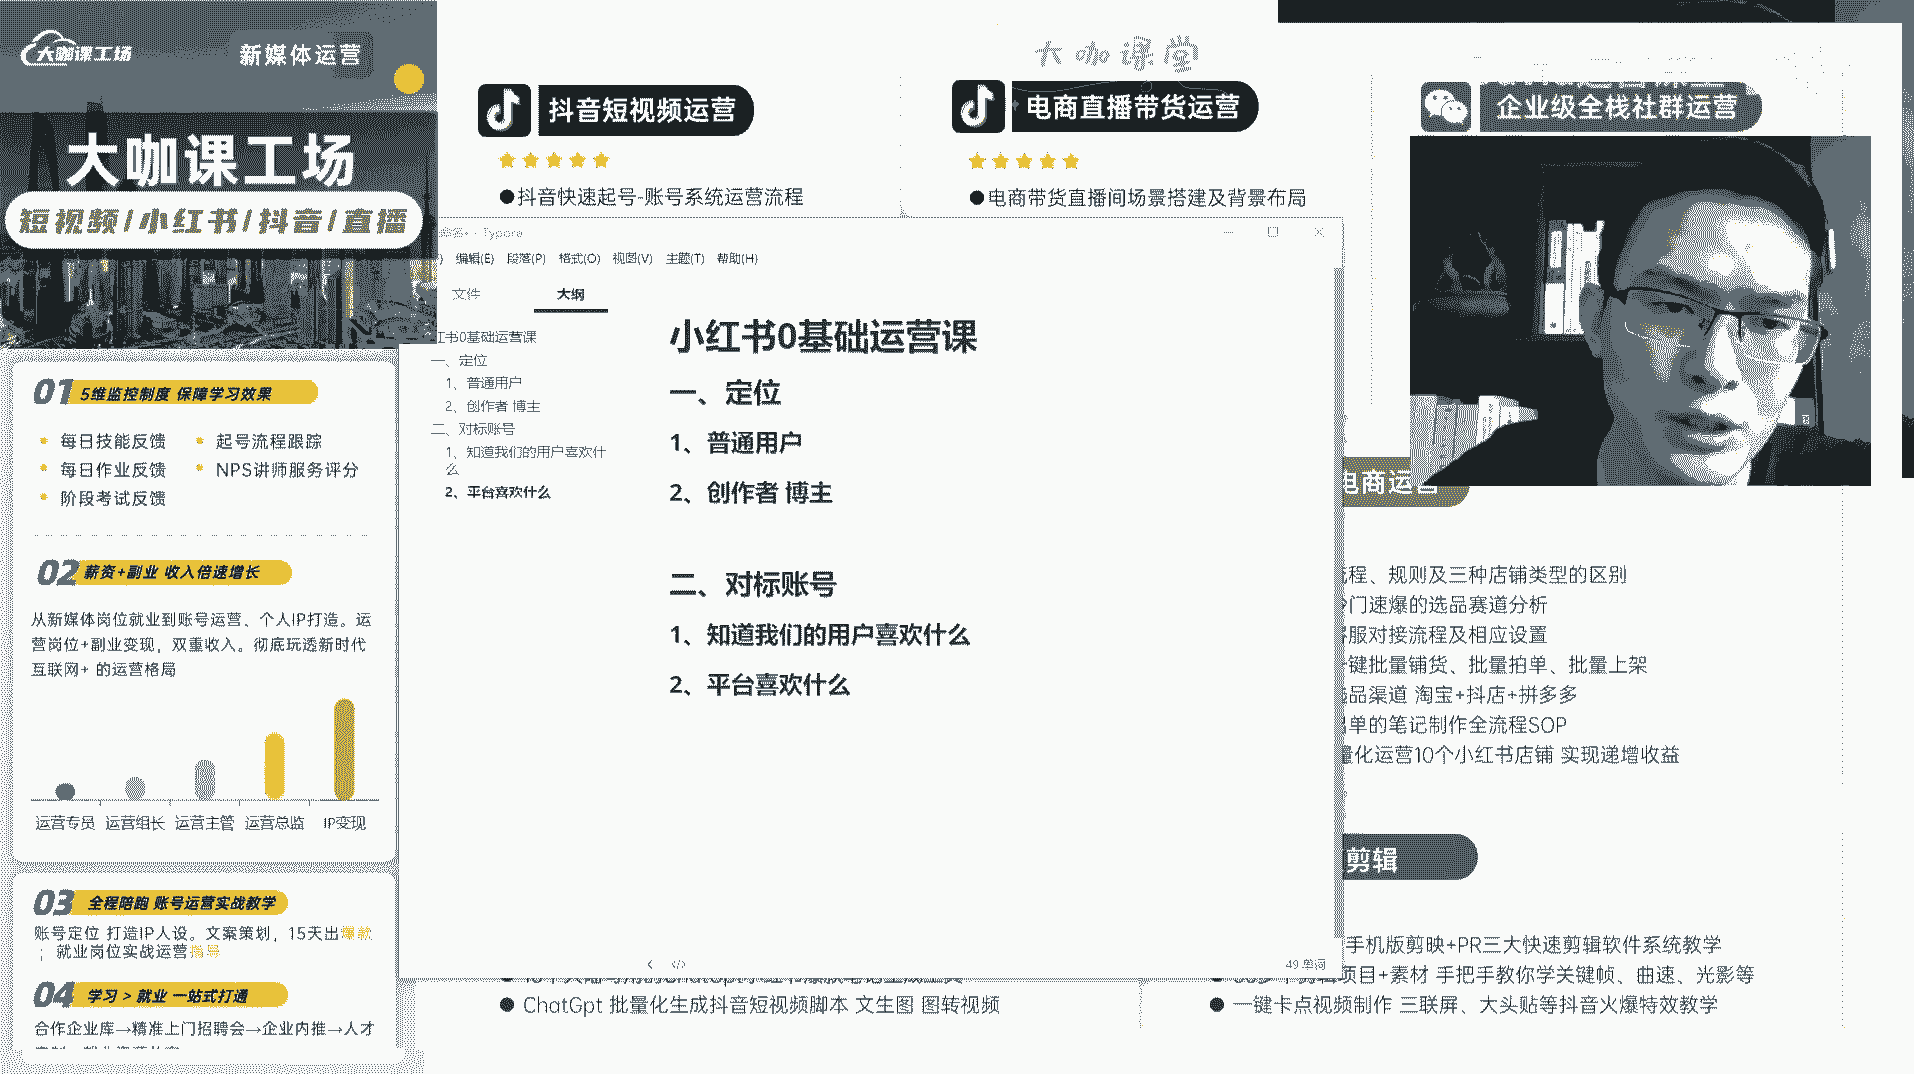 大咖课工场
新媒体运营
大咖课工场
短视频/小红书/抖音/直播
01 5维监控制度 保障学习效果
每日技能反馈
起号流程跟踪
每日作业反馈
NPS讲师服务评分
阶段考试反馈
02 薪资+副业 收入倍速增长
从新媒体岗位就业到账号运营、个人IP打造。运
营岗位+副业变现，双重收入。彻底玩透新时代
互联网+ 的运营格局
运营专员 运营组长 运营主管 运营总监 IP变现
03 全程陪跑 账号运营实战教学
账号定位 打造IP人设。文案策划，15天出爆款
；就业岗位实战运营指导
04 学习 > 就业 一站式打通
合作企业库→精准上门招聘会→企业内推→人才
大咖课堂
抖音短视频运营
●抖音快速起号-账号系统运营流程
电商直播带货运营
●电商带货直播间场景搭建及背景布局
企业级全栈社群运营
命名• - Typora
) 编辑(E) 段落(P) 格式(O) 视图(V) 主题(T) 帮助(H)
文件 大纲
红书0基础运营课
一、定位
1、普通用户
2、创作者 博主
二、对标账号
1、知道我们的用户喜欢什
么
2、平台喜欢什么
小红书0基础运营课
一、定位
1、普通用户
2、创作者 博主
二、对标账号
1、知道我们的用户喜欢什么
2、平台喜欢什么
< </>
49 单词
电商运营
流程、规则及三种店铺类型的区别
门速爆的选品赛道分析
客服对接流程及相应设置
键批量铺货、批量拍单、批量上架
选品渠道 淘宝+抖店+拼多多
出单的笔记制作全流程SOP
量化运营10个小红书店铺 实现递增收益
剪辑
手机版剪映+PR三大快速剪辑软件系统教学
项目+素材 手把手教你学关键帧、曲速、光影等
● ChatGpt 批量化生成抖音短视频脚本 文生图 图转视频
● 一键卡点视频制作 三联屏、大头贴等抖音火爆特效教学